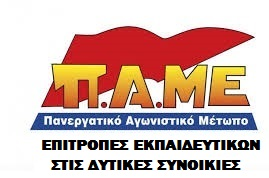 Π.Α.ΜΕ
Πανεργατικό Αγωνιστικό Μέτωπο
ΕΠΙΤΡΟΠΕΣ ΕΚΠΑΙΔΕΥΤΙΚΩΝ
ΣΤΙΣ ΔΥΤΙΚΕΣ ΣΥΝΟΙΚΙΕΣ